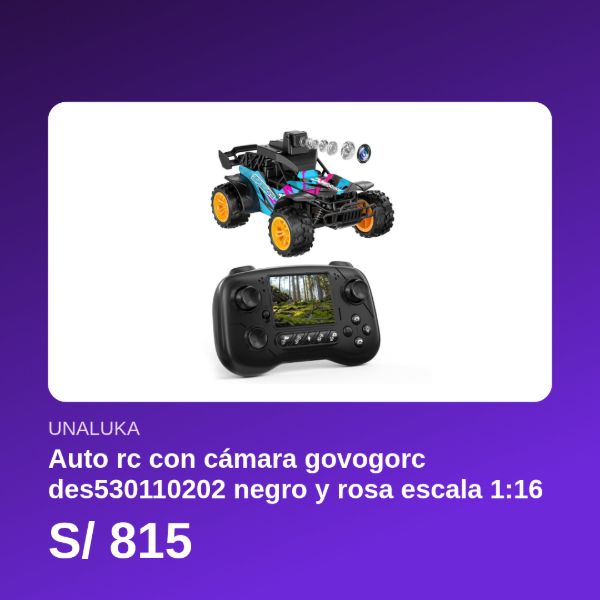 UNALUKA
Auto rc con cámara govogorc
des530110202 negro y rosa escala 1:16
S/ 815